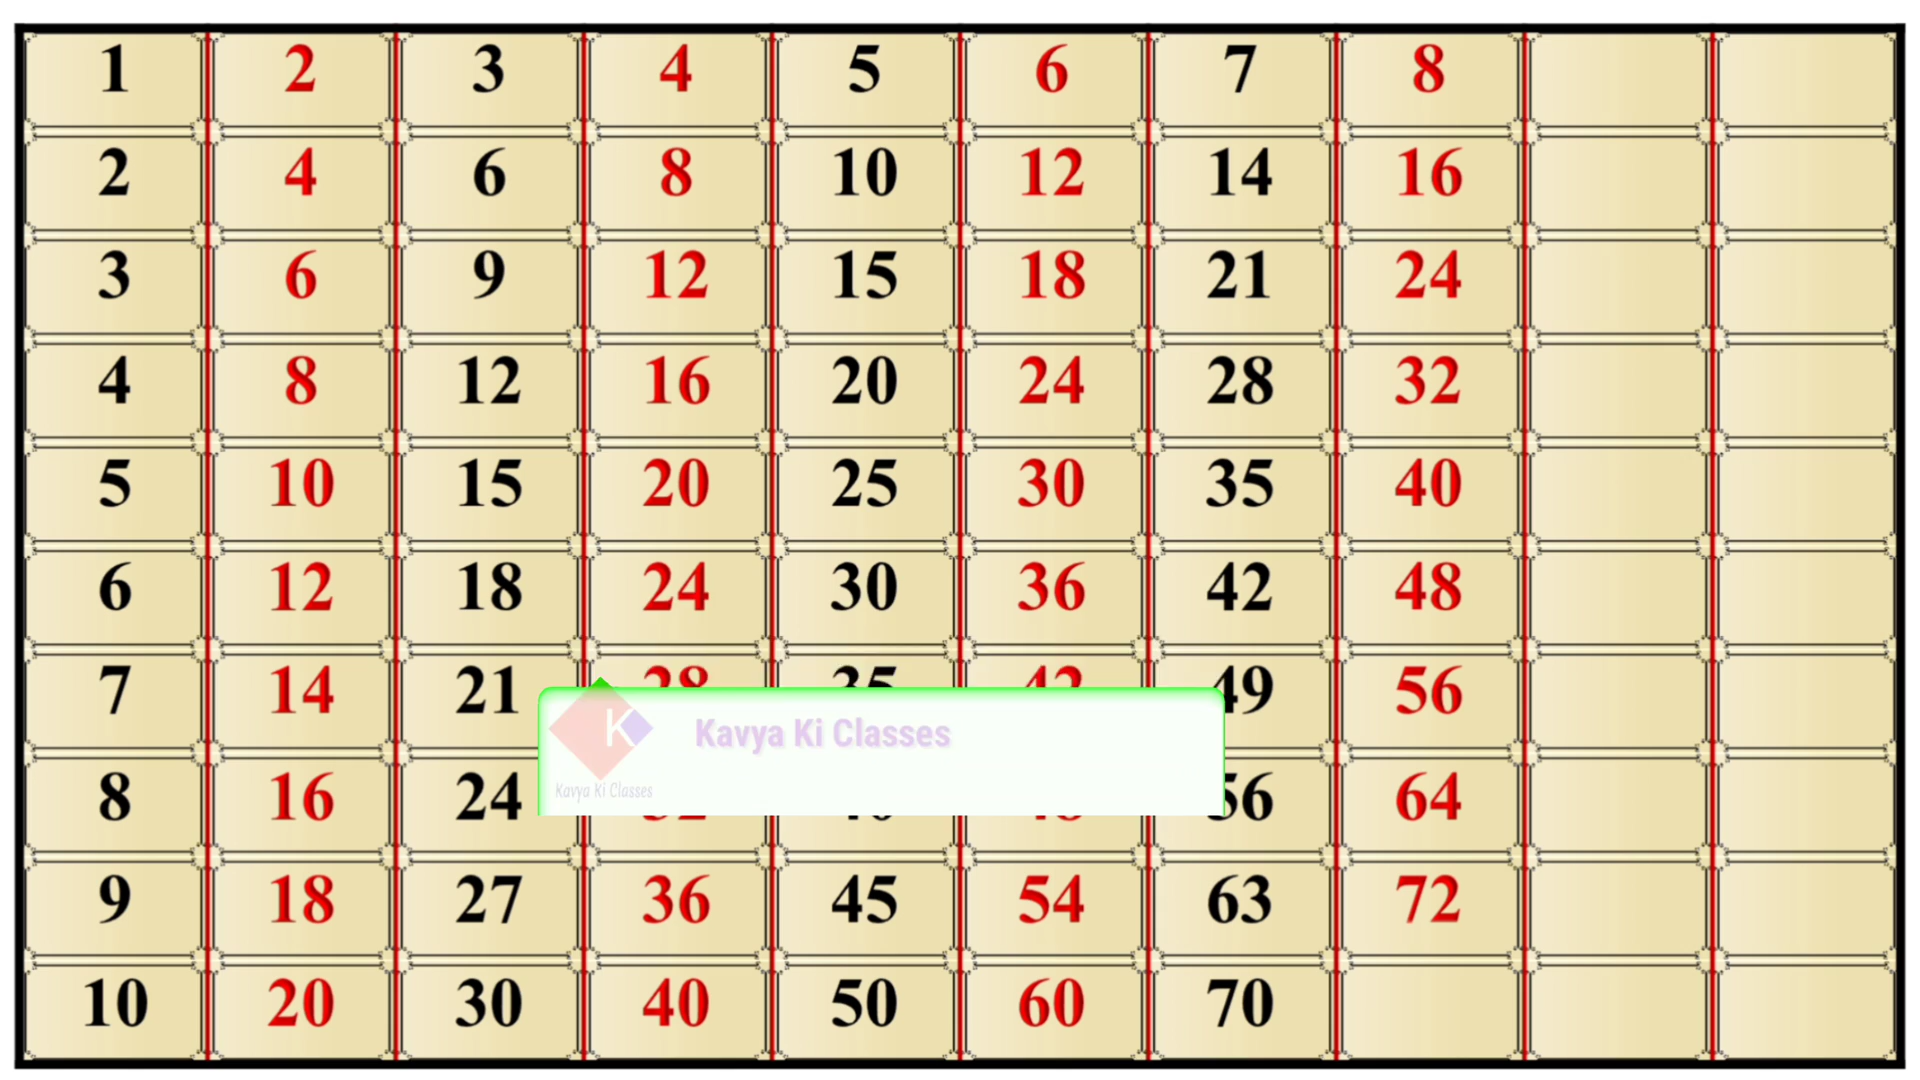 1 2 3 4 5 6 7 8
2 4 6 8 10 12 14 16
3 6 9 12 15 18 21 24
4 8 12 16 20 24 28 32
5 10 15 20 25 30 35 40
6 12 18 24 30 36 42 48
7 14 21 28 35 42 49 56
K Kavya Ki Classes
Kavya Ki Classes
8 16 24 56 64
9 18 27 36 45 54 63 72
10 20 30 40 50 60 70